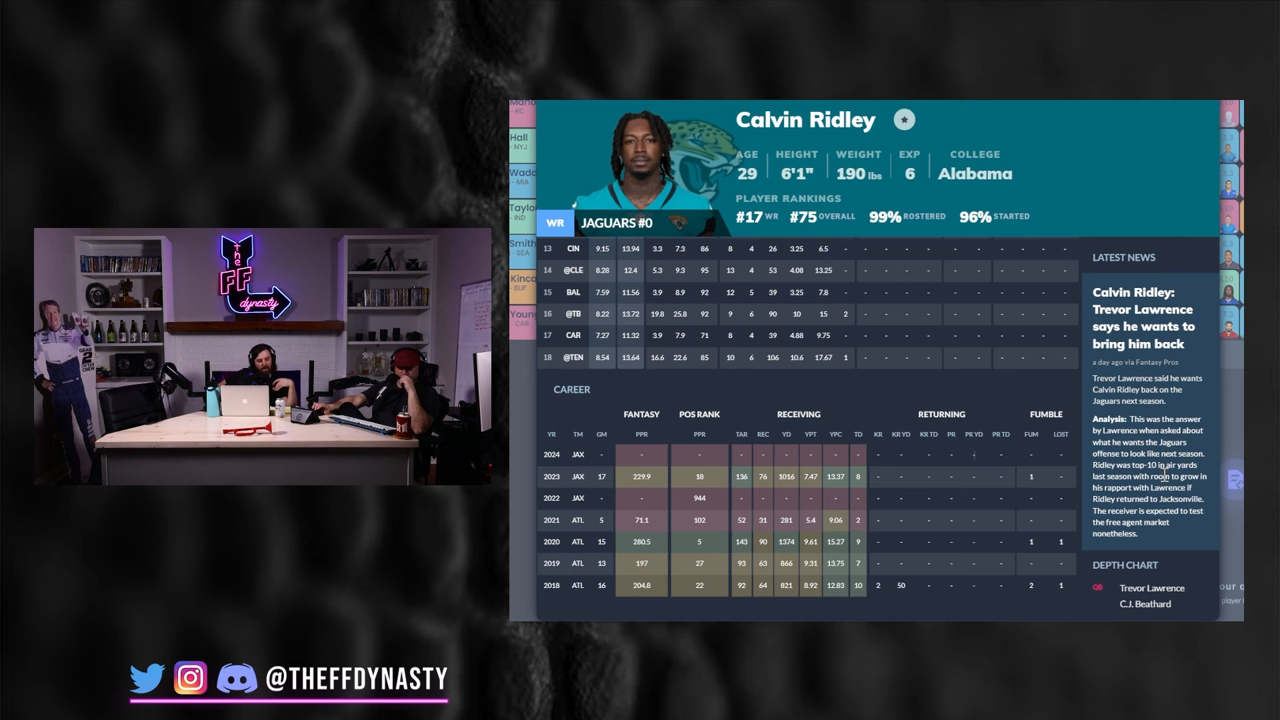 The
FF
dynasty
@THEFFDYNASTY
Hall
- NYJ
- MIA
Taylo
- IND
Smith
- SEA
Kinca
- BUF
Youn
- CAR
Calvin Ridley
AGE HEIGHT WEIGHT EXP COLLEGE
29 6'1" 190 lbs 6 Alabama
PLAYER RANKINGS
#17 WR #75 OVERALL 99% ROSTERED 96% STARTED
WR JAGUARS #0
13 CIN 9.15 13.94 3.3 7.3 86 8 4 26 3.25 6.5 - - - - - - - - -
14 @CLE 8.28 12.4 5.3 9.3 95 13 4 53 4.08 13.25 - - - - - - - - -
15 BAL 7.59 11.56 3.9 8.9 92 12 5 39 3.25 7.8 - - - - - - - - -
16 @TB 8.22 13.72 19.8 25.8 92 9 6 90 10 15 2 - - - - - - - -
17 CAR 7.27 11.32 3.9 7.9 71 8 4 39 4.88 9.75 - - - - - - - - -
18 @TEN 8.54 13.64 16.6 22.6 85 10 6 106 10.6 17.67 1 - - - - - - - -
CAREER
FANTASY POS RANK RECEIVING RETURNING FUMBLE
YR TM GM PPR PPR TAR REC YD YPT YPC TD KR KR YD KR TD PR PR YD PR TD FUM LOST
2024 JAX - - - - - - - - - - - - - - - - -
2023 JAX 17 229.9 18 136 76 1016 7.47 13.37 8 - - - - - - 1 -
2022 JAX - - 944 - - - - - - - - - - - - - -
2021 ATL 5 71.1 102 52 31 281 5.4 9.06 2 - - - - - - - -
2020 ATL 15 280.5 5 143 90 1374 9.61 15.27 9 - - - - - - 1 1
2019 ATL 13 197 27 93 63 866 9.31 13.75 7 - - - - - - - -
2018 ATL 16 204.8 22 92 64 821 8.92 12.83 10 2 50 - - - - 2 1
LATEST NEWS
Calvin Ridley:
Trevor Lawrence
says he wants to
bring him back
a day ago via Fantasy Pros
Trevor Lawrence said he wants
Calvin Ridley back on the
Jaguars next season.
Analysis: This was the answer
by Lawrence when asked about
what he wants the Jaguars
offense to look like next season.
Ridley was top-10 in air yards
last season with room to grow in
his rapport with Lawrence if
Ridley returned to Jacksonville.
The receiver is expected to test
the free agent market
nonetheless.
DEPTH CHART
QB Trevor Lawrence
C.J. Beathard